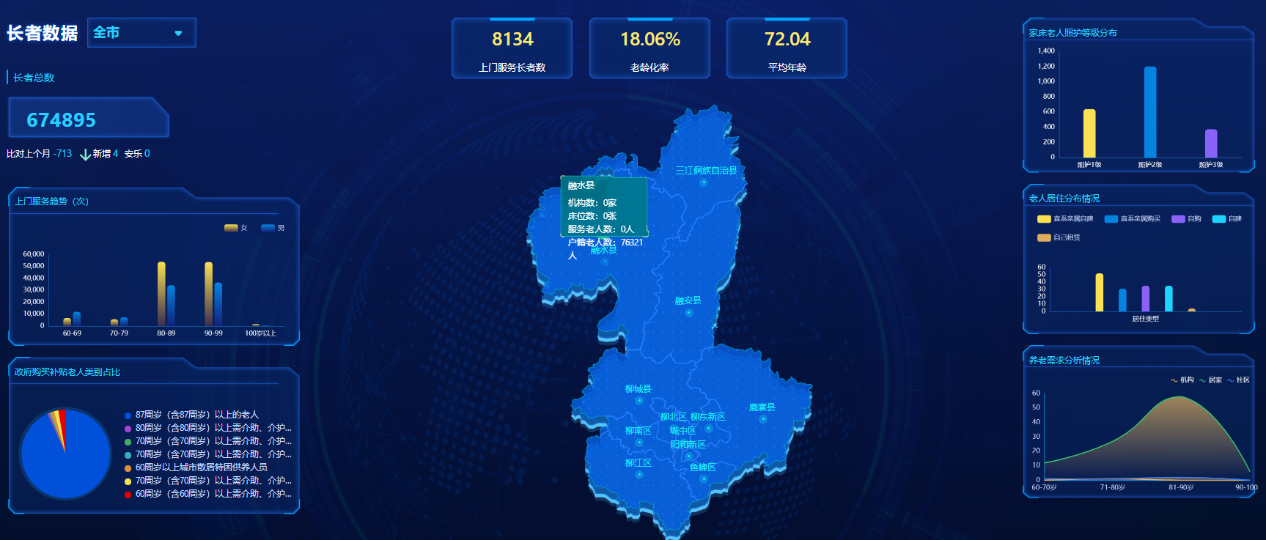 长者数据
全市
长者总数
674895
比对上个月 -713 新增 4 安乐 0
8134
上门服务长者数
18.06%
老龄化率
72.04
平均年龄
上门服务趋势（次）
女
男
60,000
50,000
40,000
30,000
20,000
10,000
0
60-69
70-79
80-89
90-99
100岁以上
政府购买补贴老人类别占比
87周岁（含87周岁）以上的老人
80周岁（含80周岁）以上需介助、介护...
70周岁（含70周岁）以上需介助、介护...
70周岁（含70周岁）以上需介助、介护...
60周岁以上城市散居特困供养人员
70周岁（含70周岁）以上需介助、介护...
60周岁（含60周岁）以上需介助、介护...
三江侗族自治县
融水县
机构数：0家
床位数：0张
服务老人数：0人
户籍老人数：76321
人
融水县
融安县
柳城县
鹿寨县
柳北区
柳东新区
柳南区
城中区
阳和新区
柳江区
鱼峰区
家床老人照护等级分布
1,400
1,200
1,000
800
600
400
200
0
照护1级
照护2级
照护3级
老人居住分布情况
直系亲属自建
直系亲属购买
自购
自建
自己租赁
60
50
40
30
20
10
0
居住类型
养老需求分析情况
机构
居家
社区
60
50
40
30
20
10
0
60-70岁
71-80岁
81-90岁
90-100